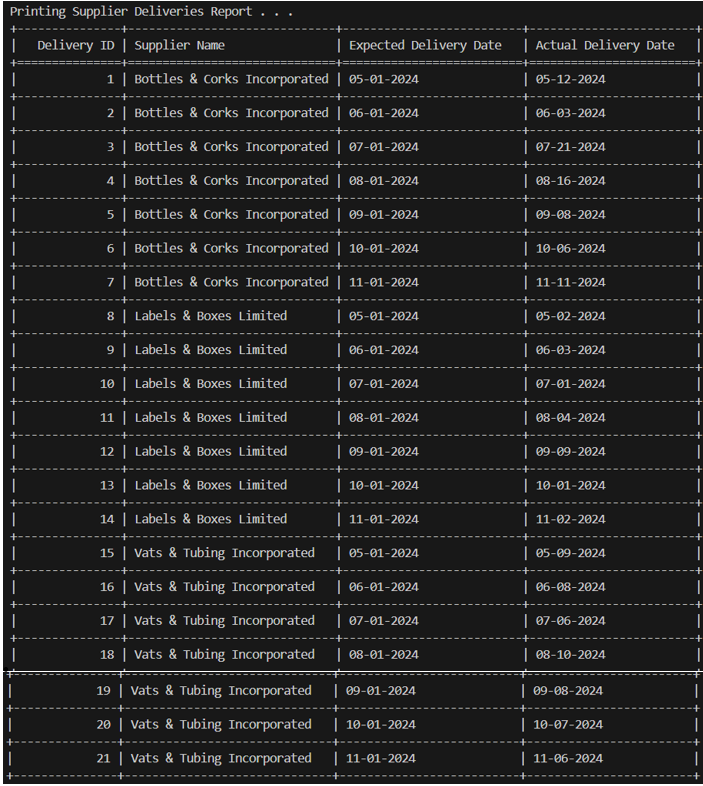 Printing Supplier Deliveries Report . . .
Delivery ID | Supplier Name | Expected Delivery Date | Actual Delivery Date
1 | Bottles & Corks Incorporated | 05-01-2024 | 05-12-2024
2 | Bottles & Corks Incorporated | 06-01-2024 | 06-03-2024
3 | Bottles & Corks Incorporated | 07-01-2024 | 07-21-2024
4 | Bottles & Corks Incorporated | 08-01-2024 | 08-16-2024
5 | Bottles & Corks Incorporated | 09-01-2024 | 09-08-2024
6 | Bottles & Corks Incorporated | 10-01-2024 | 10-06-2024
7 | Bottles & Corks Incorporated | 11-01-2024 | 11-11-2024
8 | Labels & Boxes Limited | 05-01-2024 | 05-02-2024
9 | Labels & Boxes Limited | 06-01-2024 | 06-03-2024
10 | Labels & Boxes Limited | 07-01-2024 | 07-01-2024
11 | Labels & Boxes Limited | 08-01-2024 | 08-04-2024
12 | Labels & Boxes Limited | 09-01-2024 | 09-09-2024
13 | Labels & Boxes Limited | 10-01-2024 | 10-01-2024
14 | Labels & Boxes Limited | 11-01-2024 | 11-02-2024
15 | Vats & Tubing Incorporated | 05-01-2024 | 05-09-2024
16 | Vats & Tubing Incorporated | 06-01-2024 | 06-08-2024
17 | Vats & Tubing Incorporated | 07-01-2024 | 07-06-2024
18 | Vats & Tubing Incorporated | 08-01-2024 | 08-10-2024
19 | Vats & Tubing Incorporated | 09-01-2024 | 09-08-2024
20 | Vats & Tubing Incorporated | 10-01-2024 | 10-07-2024
21 | Vats & Tubing Incorporated | 11-01-2024 | 11-06-2024